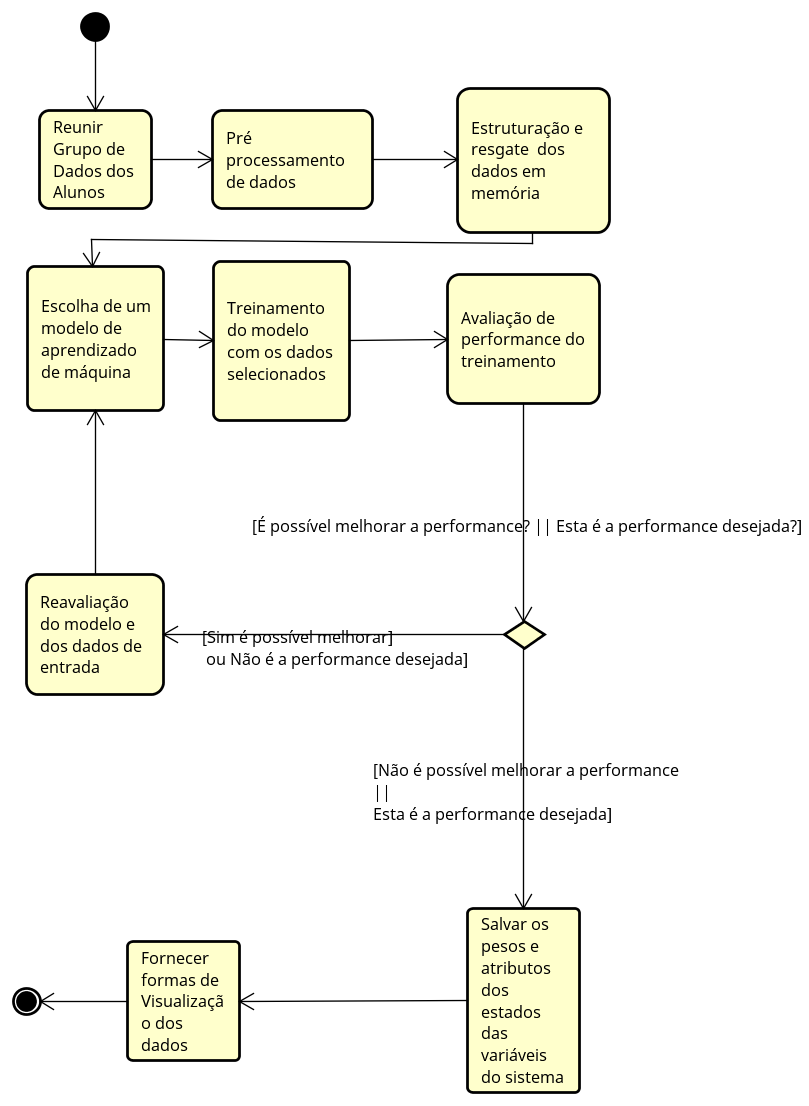 Reunir
Grupo de
Dados dos
Alunos
Pré
processamento
de dados
Estruturação e
resgate  dos
dados em
memória
Escolha de um
modelo de
aprendizado
de máquina
Treinamento
do modelo
com os dados
selecionados
Avaliação de
performance do
treinamento
[É possível melhorar a performance? || Esta é a performance desejada?]
Reavaliação
do modelo e
dos dados de
entrada
[Sim é possível melhorar]
ou Não é a performance desejada]
[Não é possível melhorar a performance
||
Esta é a performance desejada]
Salvar os
pesos e
atributos
dos
estados
das
variáveis
do sistema
Fornecer
formas de
Visualizaçã
o dos
dados